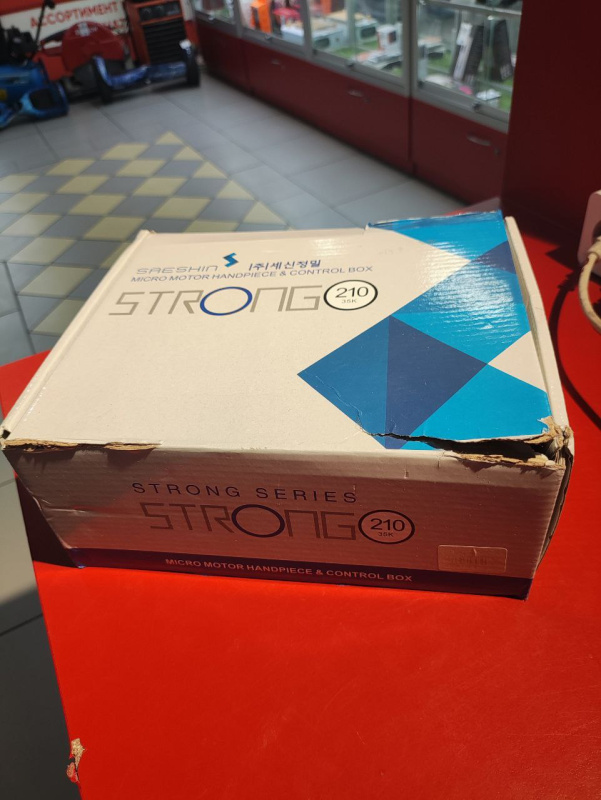 АССОРТИМЕНТ
SAESHIN (주)세신정밀
MICRO MOTOR HANDPIECE & CONTROL BOX
STRONG 210
35K
STRONG SERIES
STRONG 210
35K
MICRO MOTOR HANDPIECE & CONTROL BOX